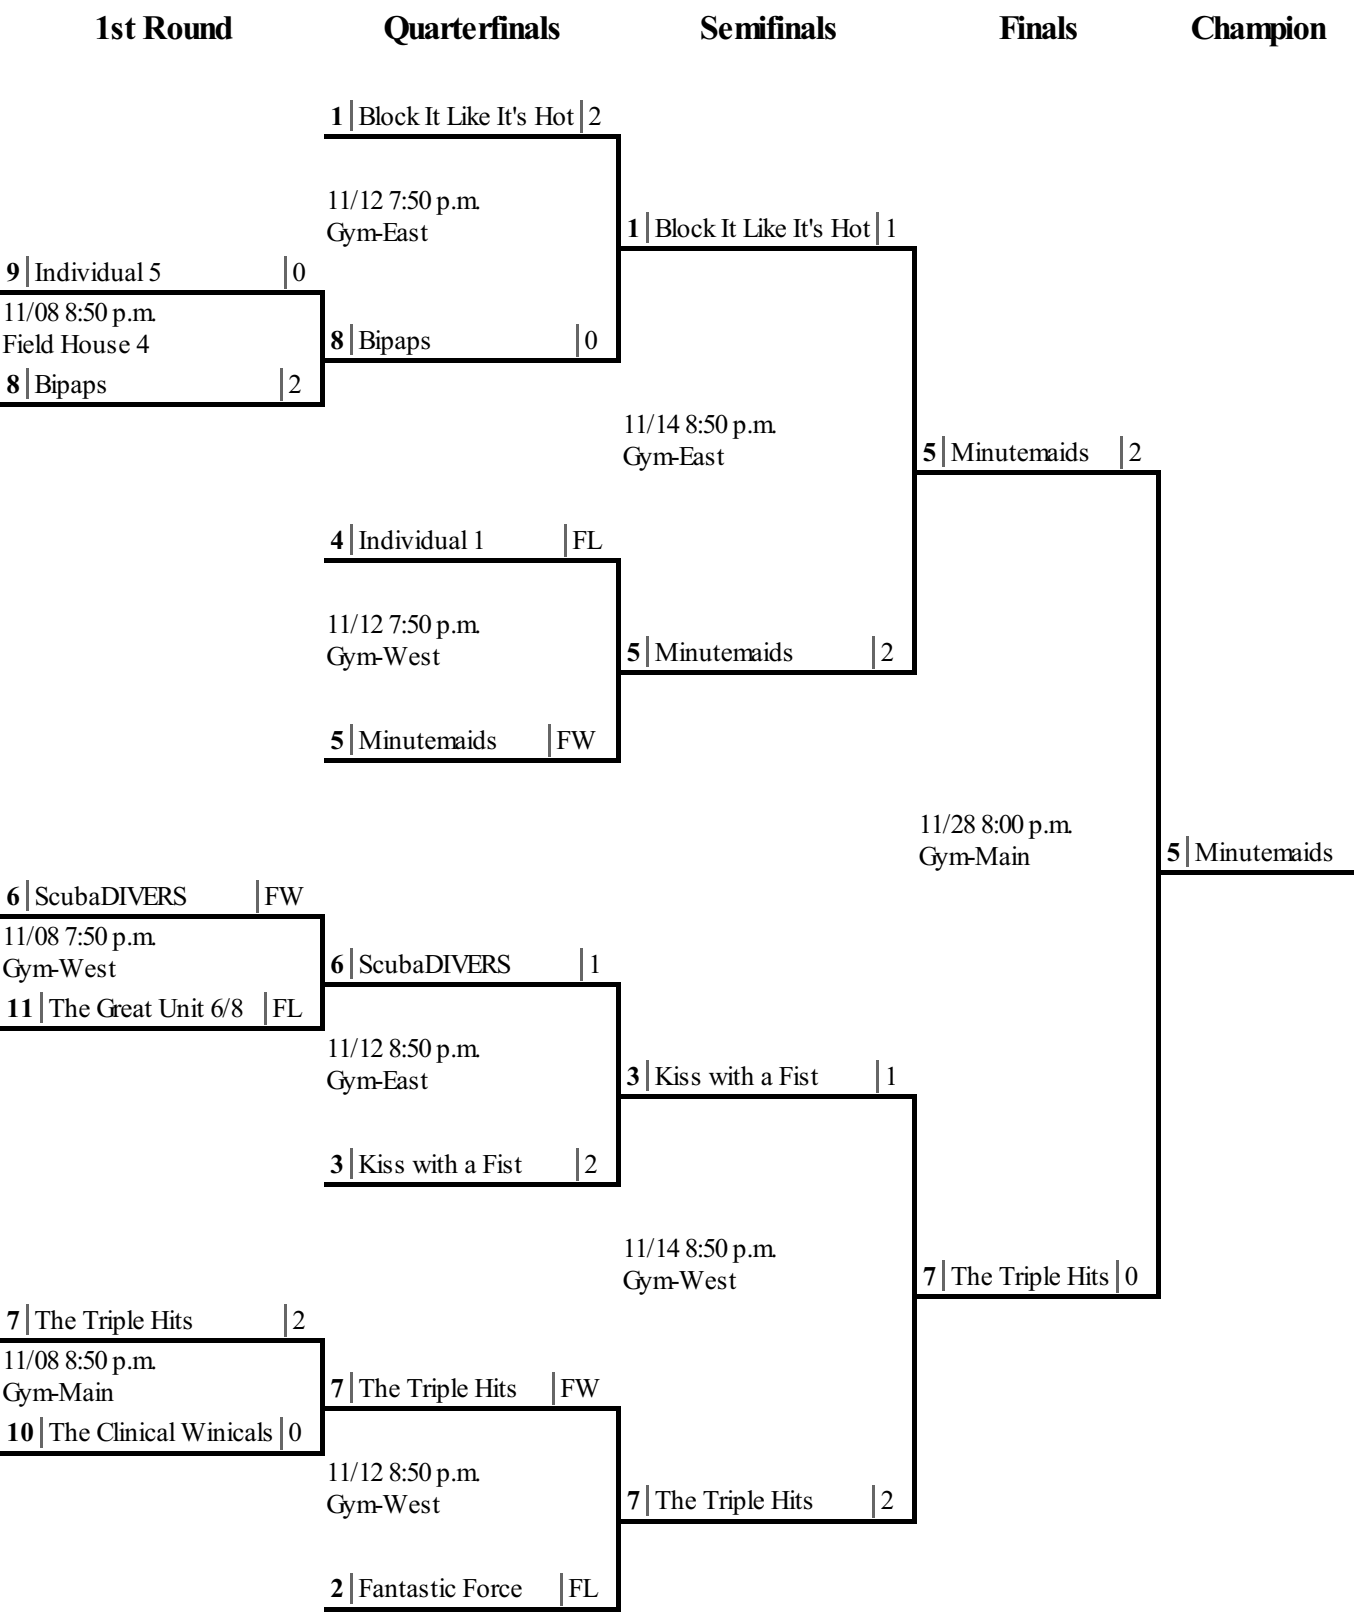 1st Round Quarterfinals Semifinals Finals Champion
1 Block It Like It's Hot 2
11/12 7:50 p.m.
Gym-East
1 Block It Like It's Hot 1
9 Individual 5 0
11/08 8:50 p.m.
Field House 4
8 Bipaps 0
8 Bipaps 2
11/14 8:50 p.m.
Gym-East
5 Minutemaids 2
4 Individual 1 FL
11/12 7:50 p.m.
Gym-West
5 Minutemaids 2
5 Minutemaids FW
11/28 8:00 p.m.
Gym-Main
5 Minutemaids
6 ScubaDIVERS FW
11/08 7:50 p.m.
Gym-West
6 ScubaDIVERS 1
11 The Great Unit 6/8 FL
11/12 8:50 p.m.
Gym-East
3 Kiss with a Fist 1
3 Kiss with a Fist 2
11/14 8:50 p.m.
Gym-West
7 The Triple Hits 0
7 The Triple Hits 2
11/08 8:50 p.m.
Gym-Main
7 The Triple Hits FW
10 The Clinical Winicals 0
11/12 8:50 p.m.
Gym-West
7 The Triple Hits 2
2 Fantastic Force FL